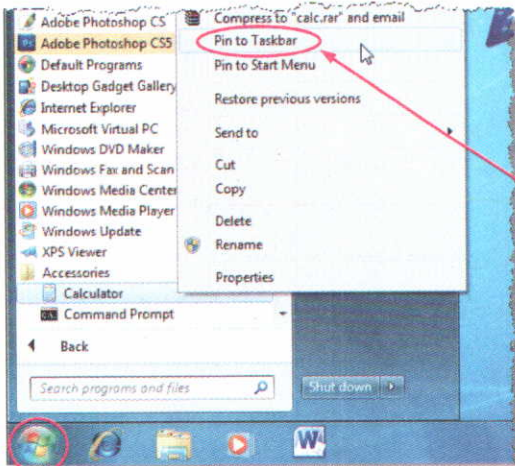 Adobe Photoshop CS
Adobe Photoshop CS5
Default Programs
Desktop Gadget Gallery
Internet Explorer
Microsoft Virtual PC
Windows DVD Maker
Windows Fax and Scan
Windows Media Center
Windows Media Player
Windows Update
XPS Viewer
Accessories
Calculator
Command Prompt
Back
Search programs and files
Shut down
Compress to "calc.rar" and email
Pin to Taskbar
Pin to Start Menu
Restore previous versions
Send to
Cut
Copy
Delete
Rename
Properties
W